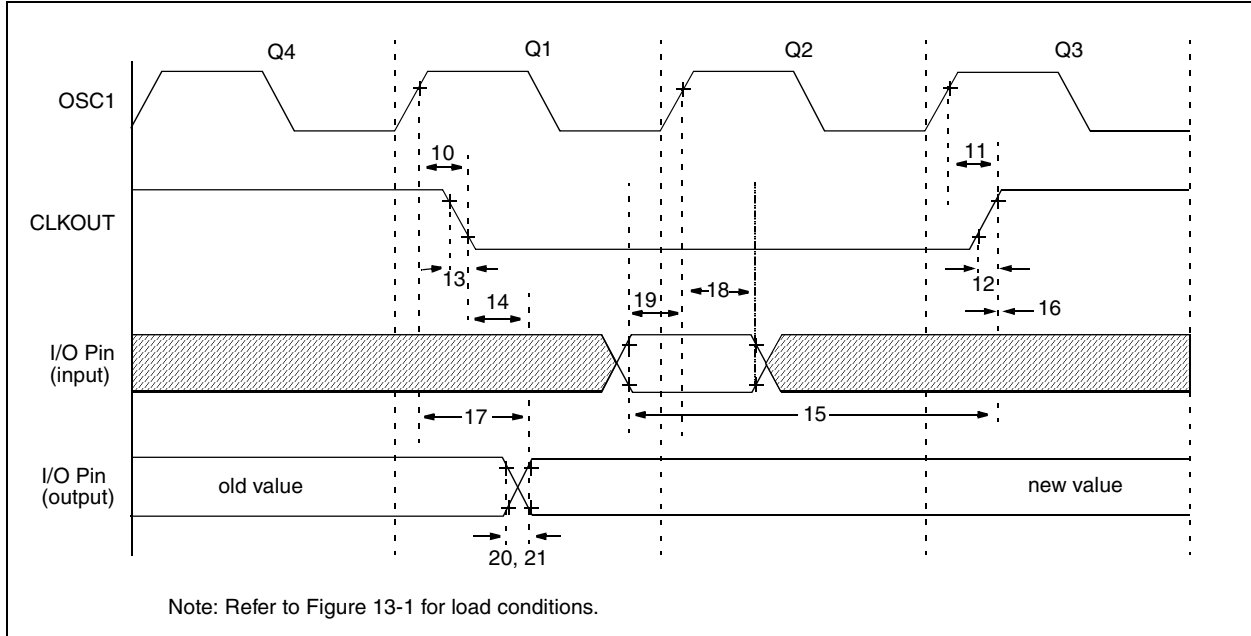 Q4 Q1 Q2 Q3
OSC1
10 11
CLKOUT
13 12
14 19 18 16
I/O Pin
(input)
17 15
I/O Pin
(output)
old value new value
20, 21
Note: Refer to Figure 13-1 for load conditions.